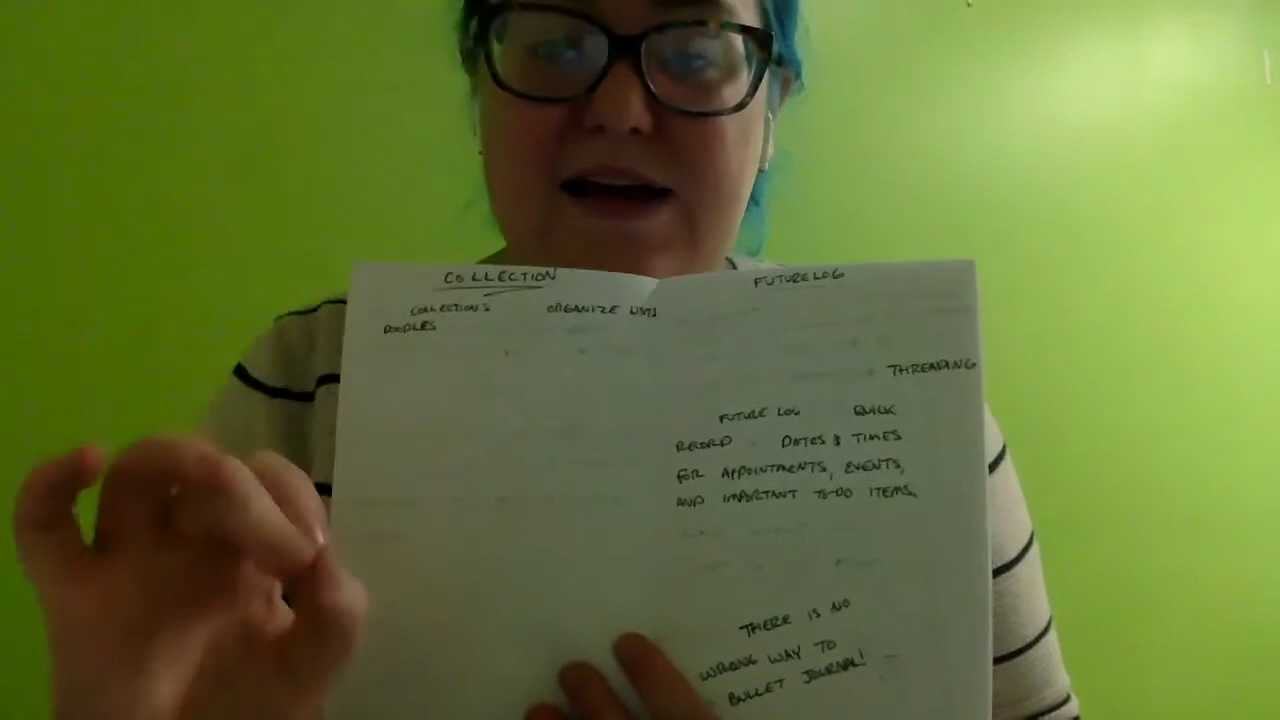 COLLECTION
COLLECTIONS ORGANIZE LISTS
DOODLES
FUTURE LOG
THREADING
FUTURE LOG QUICK
RECORD DATES & TIMES
FOR APPOINTMENTS, EVENTS,
AND IMPORTANT TO-DO ITEMS.
THERE IS NO
WRONG WAY TO
BULLET JOURNAL!